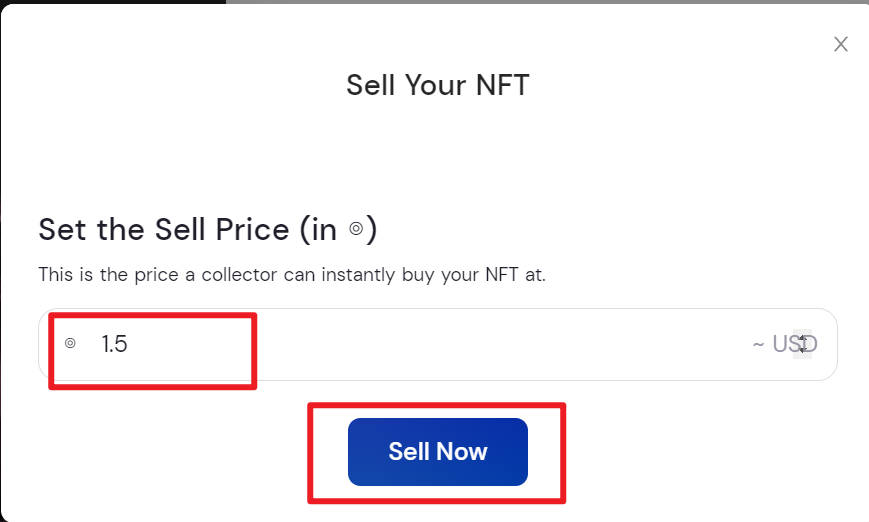 Sell Your NFT
Set the Sell Price (in ◎)
This is the price a collector can instantly buy your NFT at.
◎ 1.5 ~ USD
Sell Now